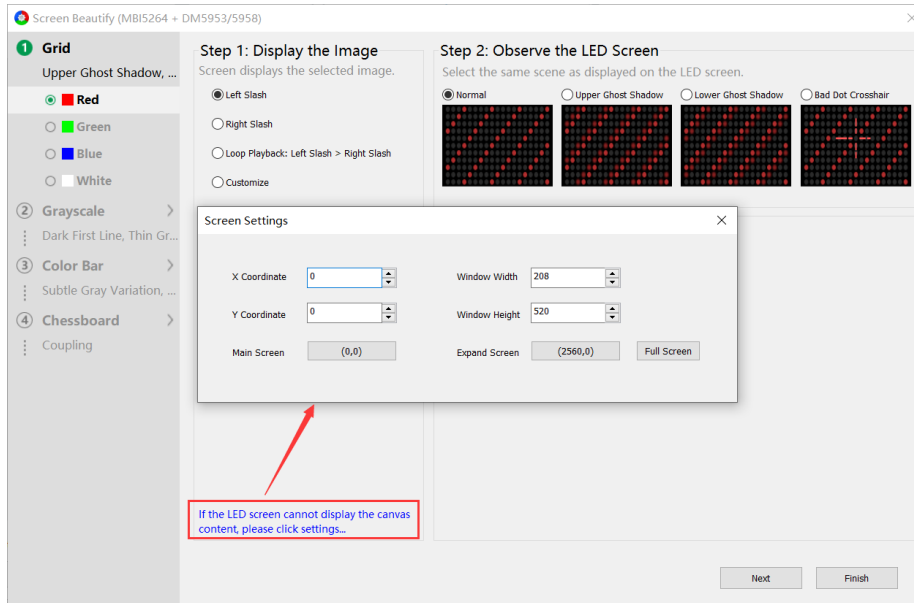 Screen Beautify (MBI5264 + DM5953/5958)
1 Grid
Upper Ghost Shadow, ...
Red
Green
Blue
White
2 Grayscale
Dark First Line, Thin Gr...
3 Color Bar
Subtle Gray Variation, ...
4 Chessboard
Coupling
Step 1: Display the Image
Screen displays the selected image.
Left Slash
Right Slash
Loop Playback: Left Slash > Right Slash
Customize
Step 2: Observe the LED Screen
Select the same scene as displayed on the LED screen.
Normal
Upper Ghost Shadow
Lower Ghost Shadow
Bad Dot Crosshair
Screen Settings
X Coordinate 0
Window Width 208
Y Coordinate 0
Window Height 520
Main Screen (0,0)
Expand Screen (2560,0) Full Screen
If the LED screen cannot display the canvas
content, please click settings...
Next
Finish